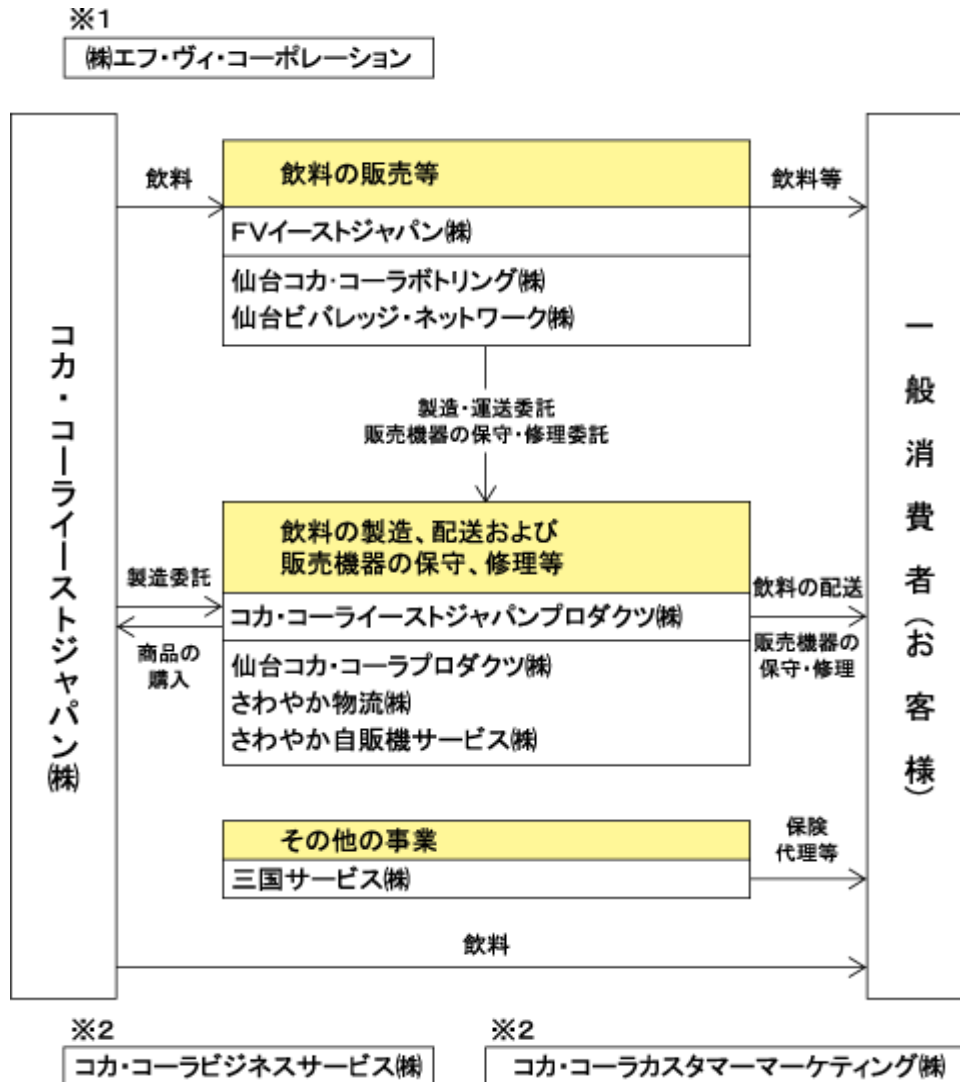 ※1
㈱エフ・ヴィ・コーポレーション
コカ・コーライーストジャパン㈱
飲料
飲料の販売等
飲料等
FVイーストジャパン㈱
仙台コカ・コーラボトリング㈱
仙台ビバレッジ・ネットワーク㈱
製造・運送委託
販売機器の保守・修理委託
飲料の製造、配送および
販売機器の保守、修理等
製造委託
商品の
購入
コカ・コーライーストジャパンプロダクツ㈱
仙台コカ・コーラプロダクツ㈱
さわやか物流㈱
さわやか自販機サービス㈱
飲料の配送
販売機器の
保守・修理
その他の事業
三国サービス㈱
保険
代理等
飲料
一般消費者(お客様)
※2
コカ・コーラビジネスサービス㈱
※2
コカ・コーラカスタマーマーケティング㈱